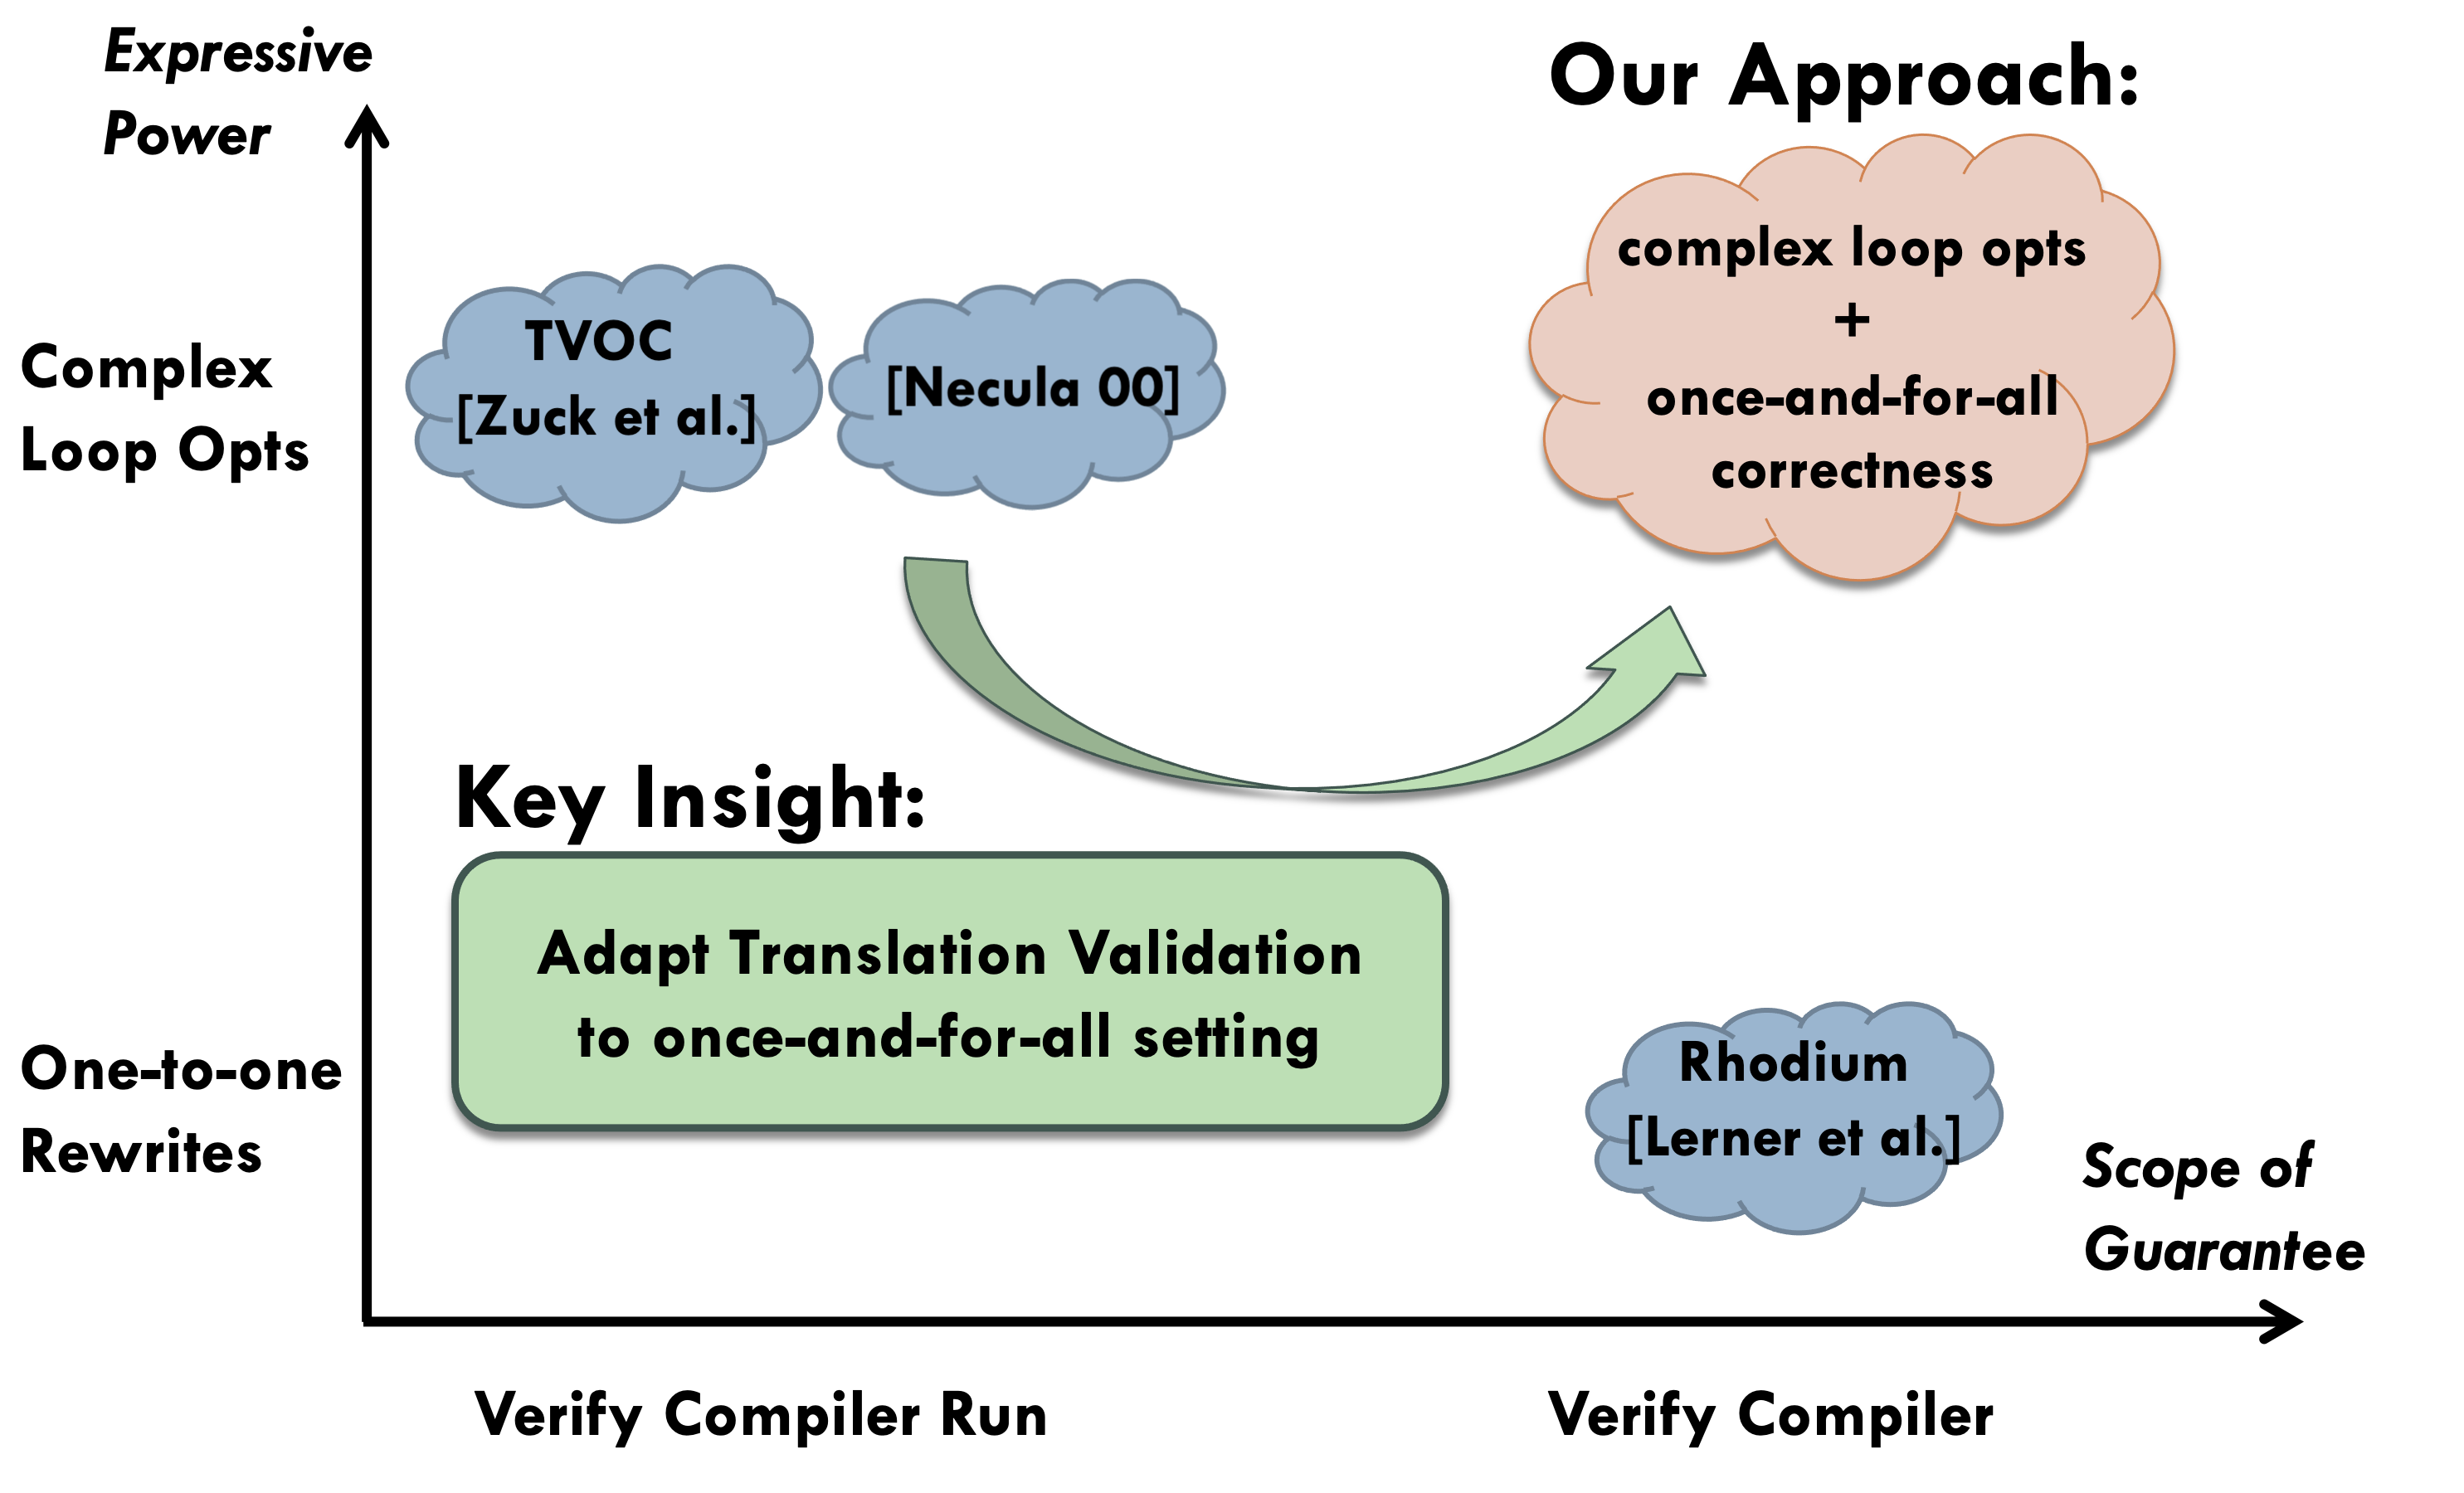 Expressive
Power
Our Approach:
complex loop opts
+
once-and-for-all
correctness
TVOC
[Zuck et al.]
[Necula 00]
Complex
Loop Opts
Key Insight:
Adapt Translation Validation
to once-and-for-all setting
One-to-one
Rewrites
Rhodium
[Lerner et al.]
Scope of
Guarantee
Verify Compiler Run
Verify Compiler